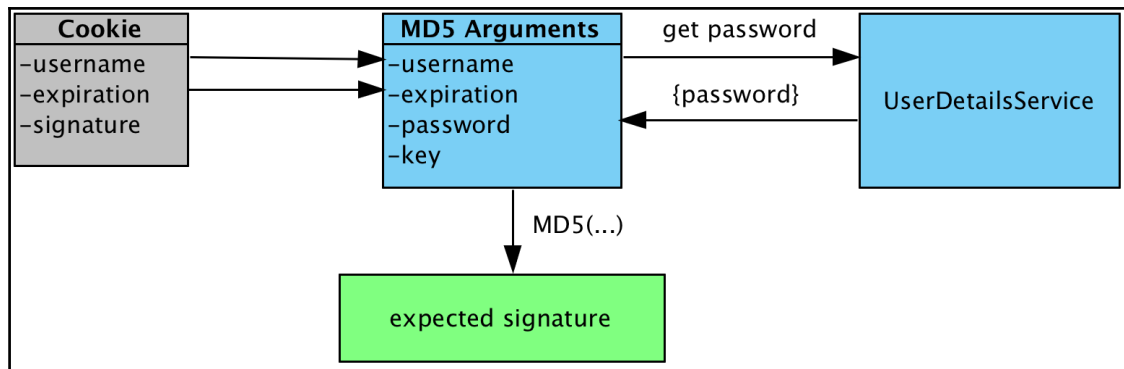 Cookie
-username
-expiration
-signature
MD5 Arguments
-username
-expiration
-password
-key
get password
{password}
UserDetailsService
MD5(...)
expected signature